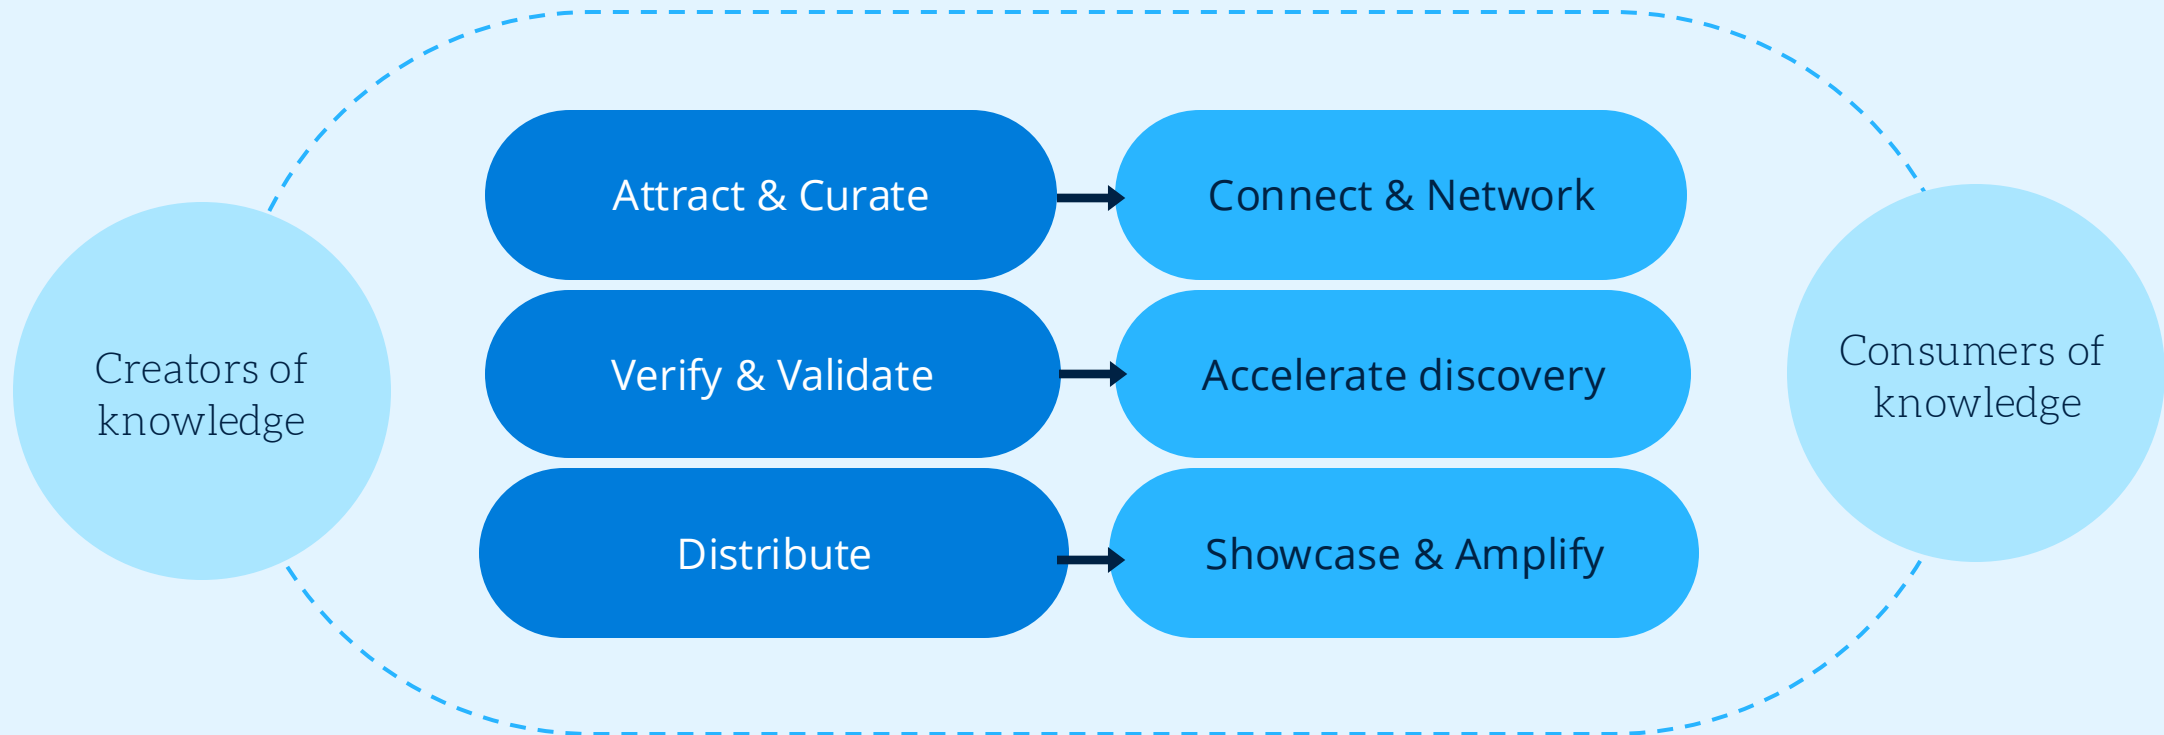 Attract & Curate
Connect & Network
Creators of
knowledge
Verify & Validate
Accelerate discovery
Consumers of
knowledge
Distribute
Showcase & Amplify